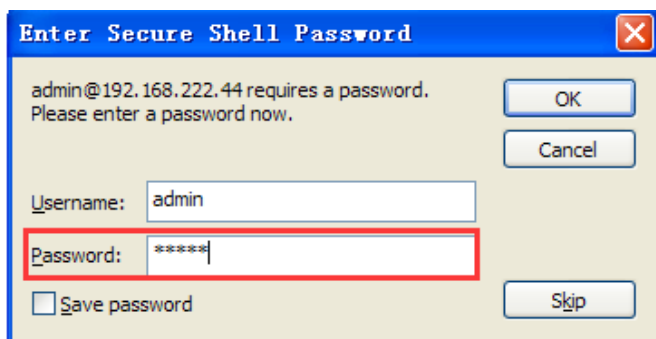 Enter Secure Shell Password
admin@192.168.222.44 requires a password.
Please enter a password now.
OK
Cancel
Username: admin
Password: *****
Save password
Skip